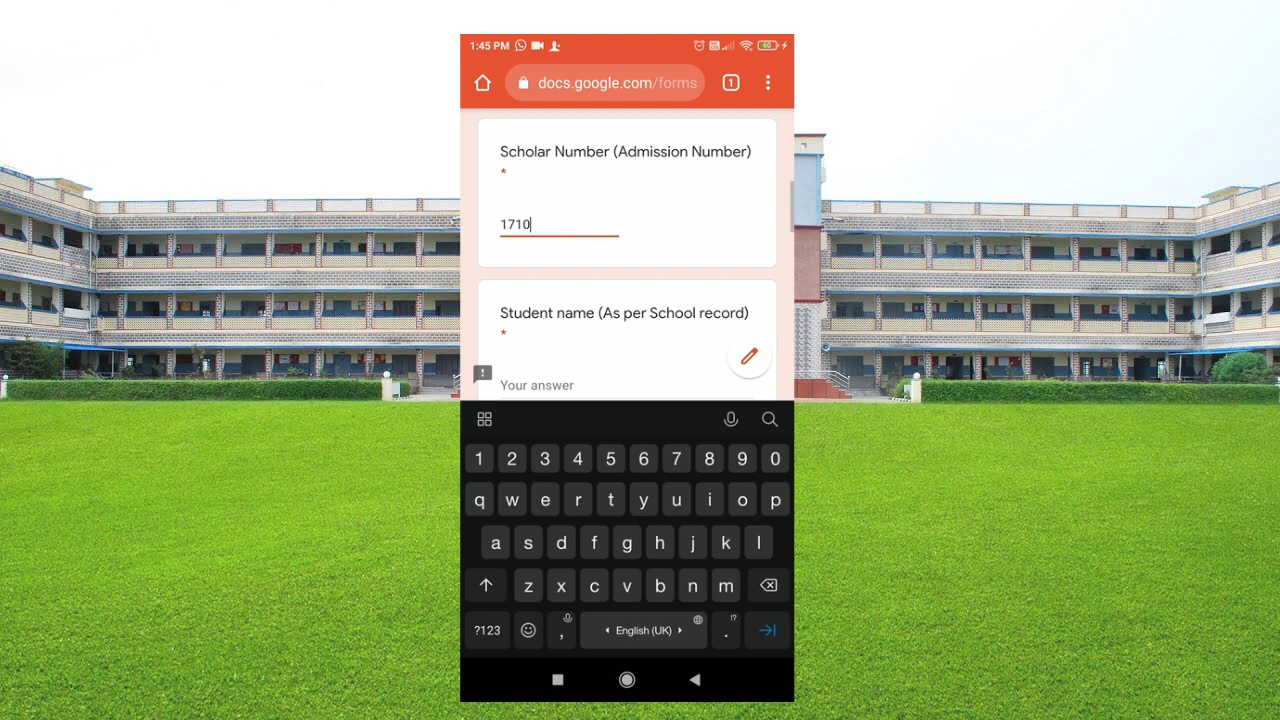 1:45 PM 60
docs.google.com/forms 1
Scholar Number (Admission Number)
*
1710
Student name (As per School record)
*
Your answer
1 2 3 4 5 6 7 8 9 0
q w e r t y u i o p
a s d f g h j k l
z x c v b n m
?123 , English (UK) . !?